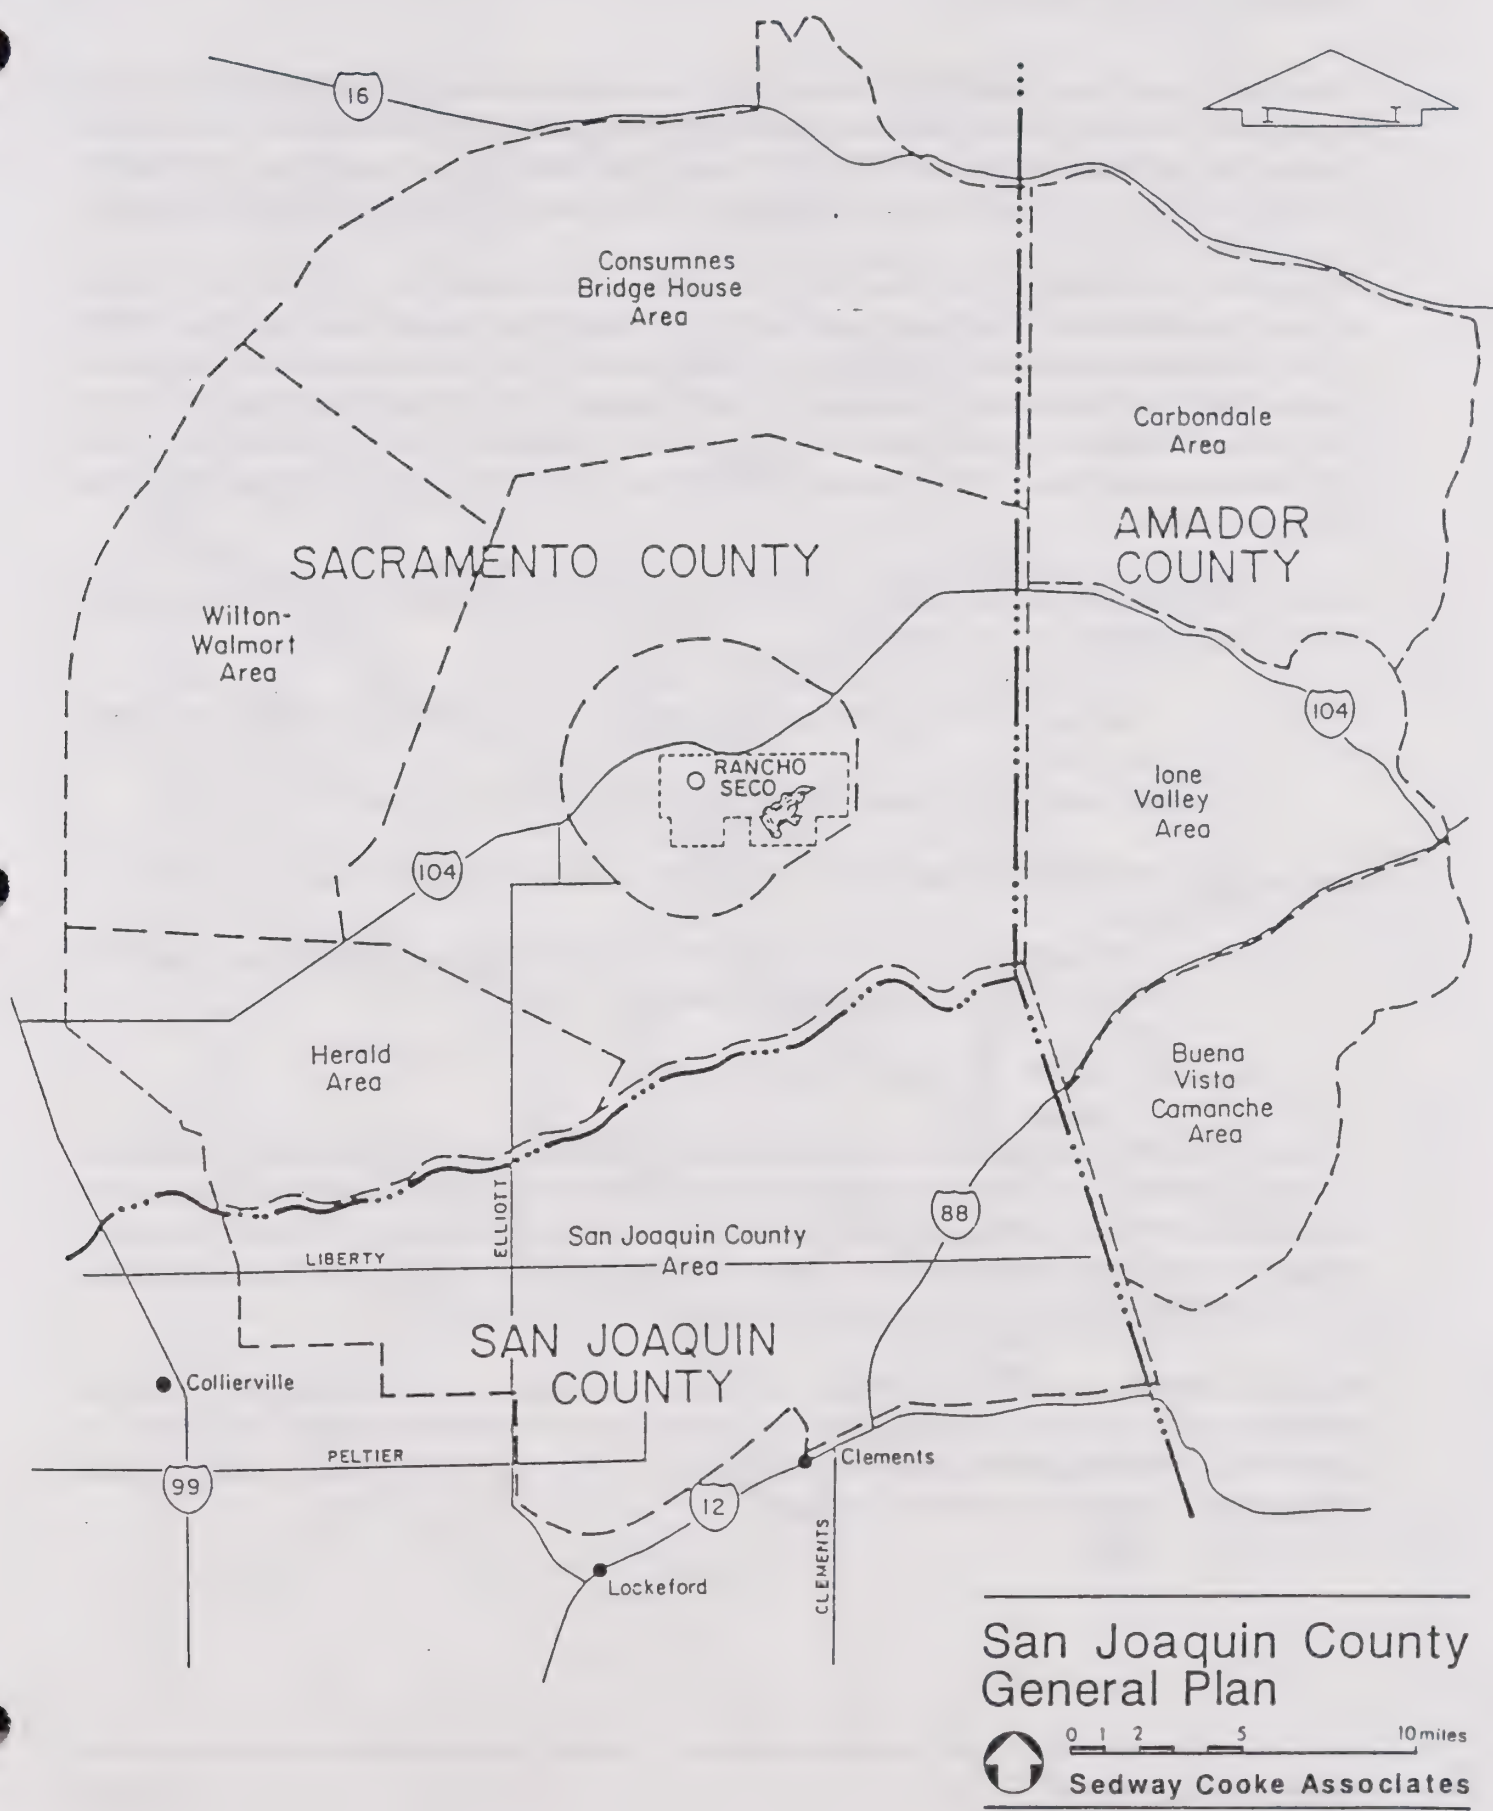 16
Consumnes
Bridge House
Area
Carbondale
Area
AMADOR
COUNTY
SACRAMENTO COUNTY
Wilton-
Walmort
Area
104
RANCHO
SECO
Ione
Valley
Area
104
Herald
Area
Buena
Vista
Camanche
Area
ELLIOTT
88
San Joaquin County
Area
LIBERTY
SAN JOAQUIN
COUNTY
Collierville
PELTIER
Clements
99
12
CLEMENTS
Lockeford
San Joaquin County
General Plan
0 1 2 5 10 miles
Sedway Cooke Associates